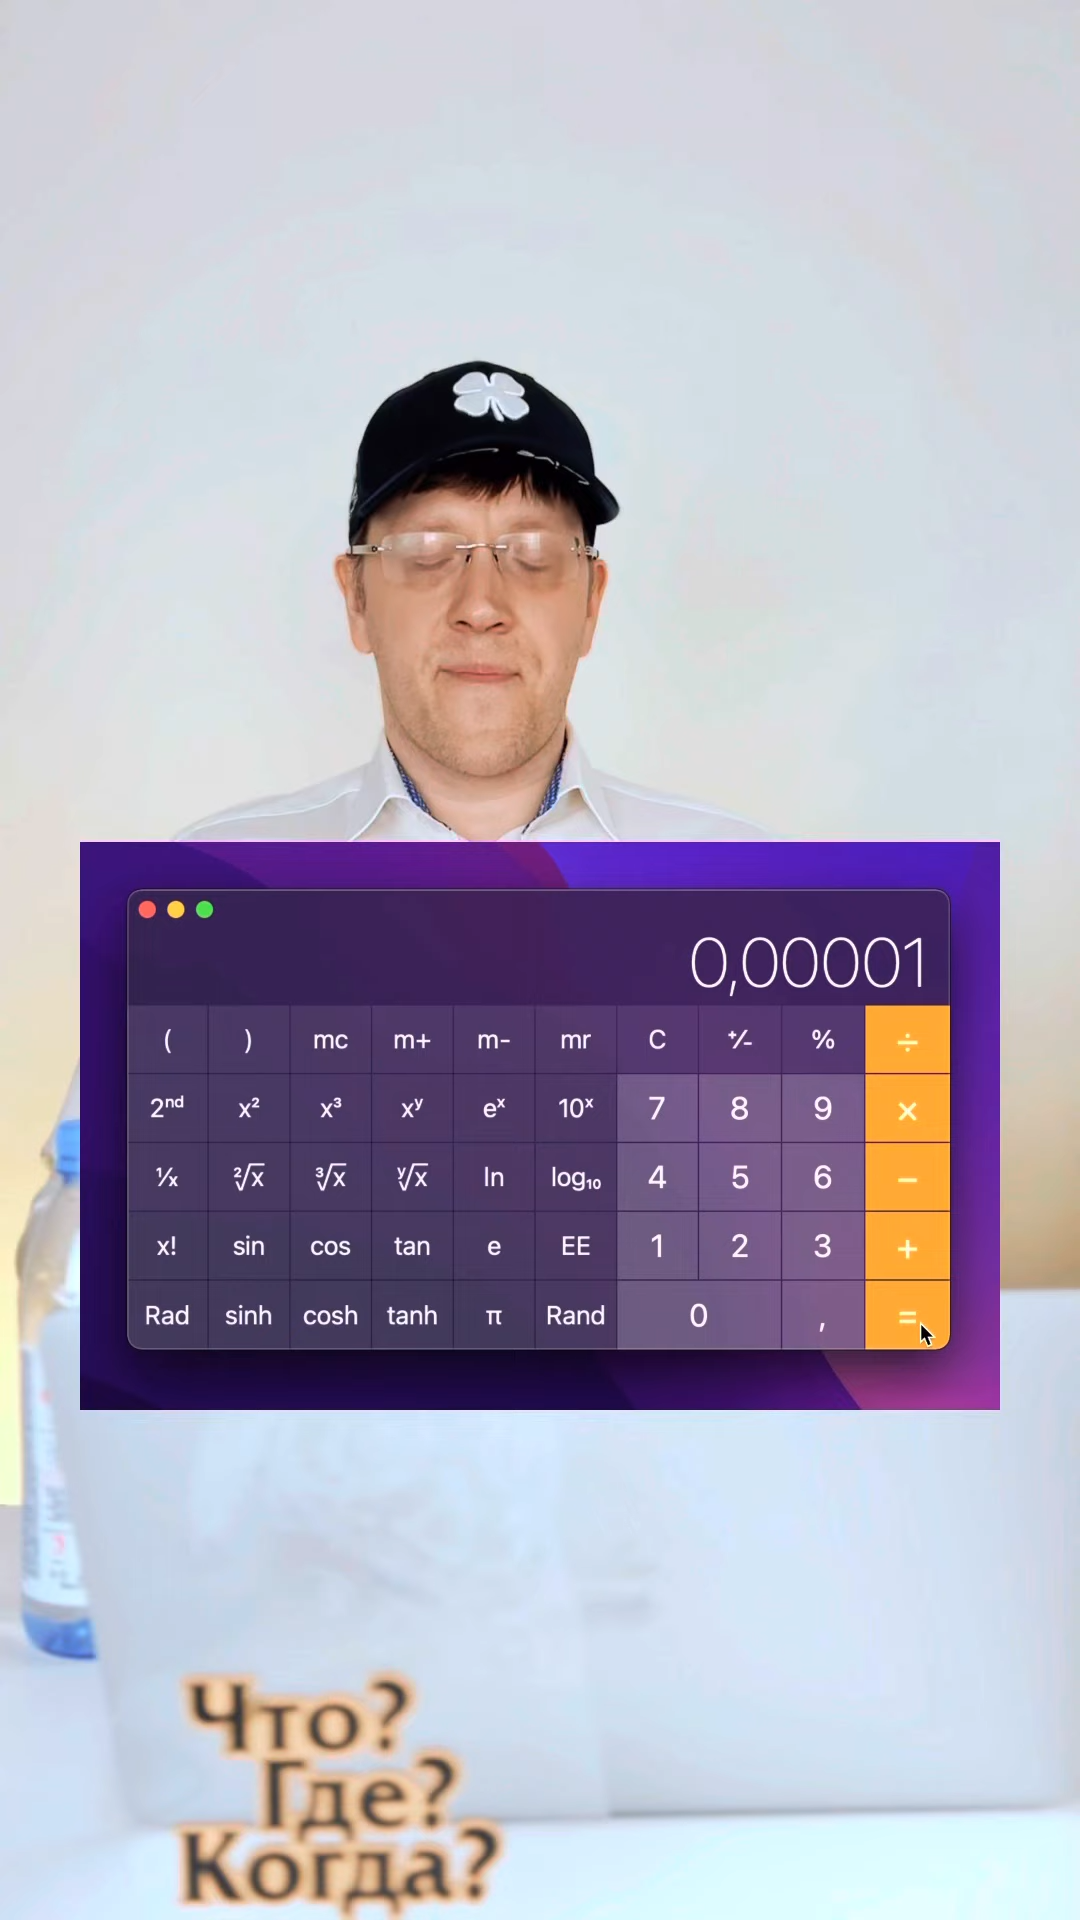 0,00001
( ) mc m+ m- mr C ⁺∕₋ % ÷
2ⁿᵈ x² x³ xʸ eˣ 10ˣ 7 8 9 ×
¹∕ₓ ²√x ³√x ʸ√x ln log₁₀ 4 5 6 −
x! sin cos tan e EE 1 2 3 +
Rad sinh cosh tanh π Rand 0 , =
Что?
Где?
Когда?